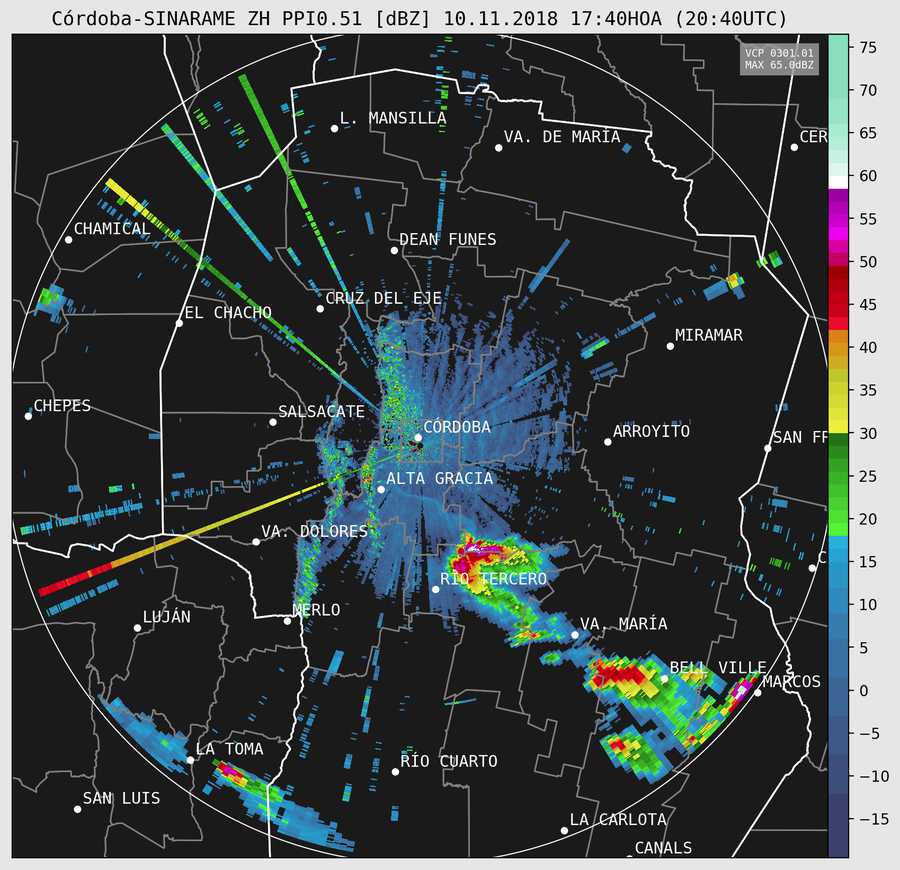 Córdoba-SINARAME ZH PPI0.51 [dBZ] 10.11.2018 17:40HOA (20:40UTC)
VCP 0301.01
MAX 65.0dBZ
L. MANSILLA
VA. DE MARÍA
CER
CHAMICAL
DEAN FUNES
CRUZ DEL EJE
EL CHACHO
MIRAMAR
CHEPES
SALSACATE
CÓRDOBA
ARROYITO
SAN FR
ALTA GRACIA
VA. DOLORES
C
RÍO TERCERO
LUJÁN
MERLO
VA. MARÍA
BELL VILLE
MARCOS
LA TOMA
RÍO CUARTO
SAN LUIS
LA CARLOTA
CANALS
75
70
65
60
55
50
45
40
35
30
25
20
15
10
5
0
−5
−10
−15